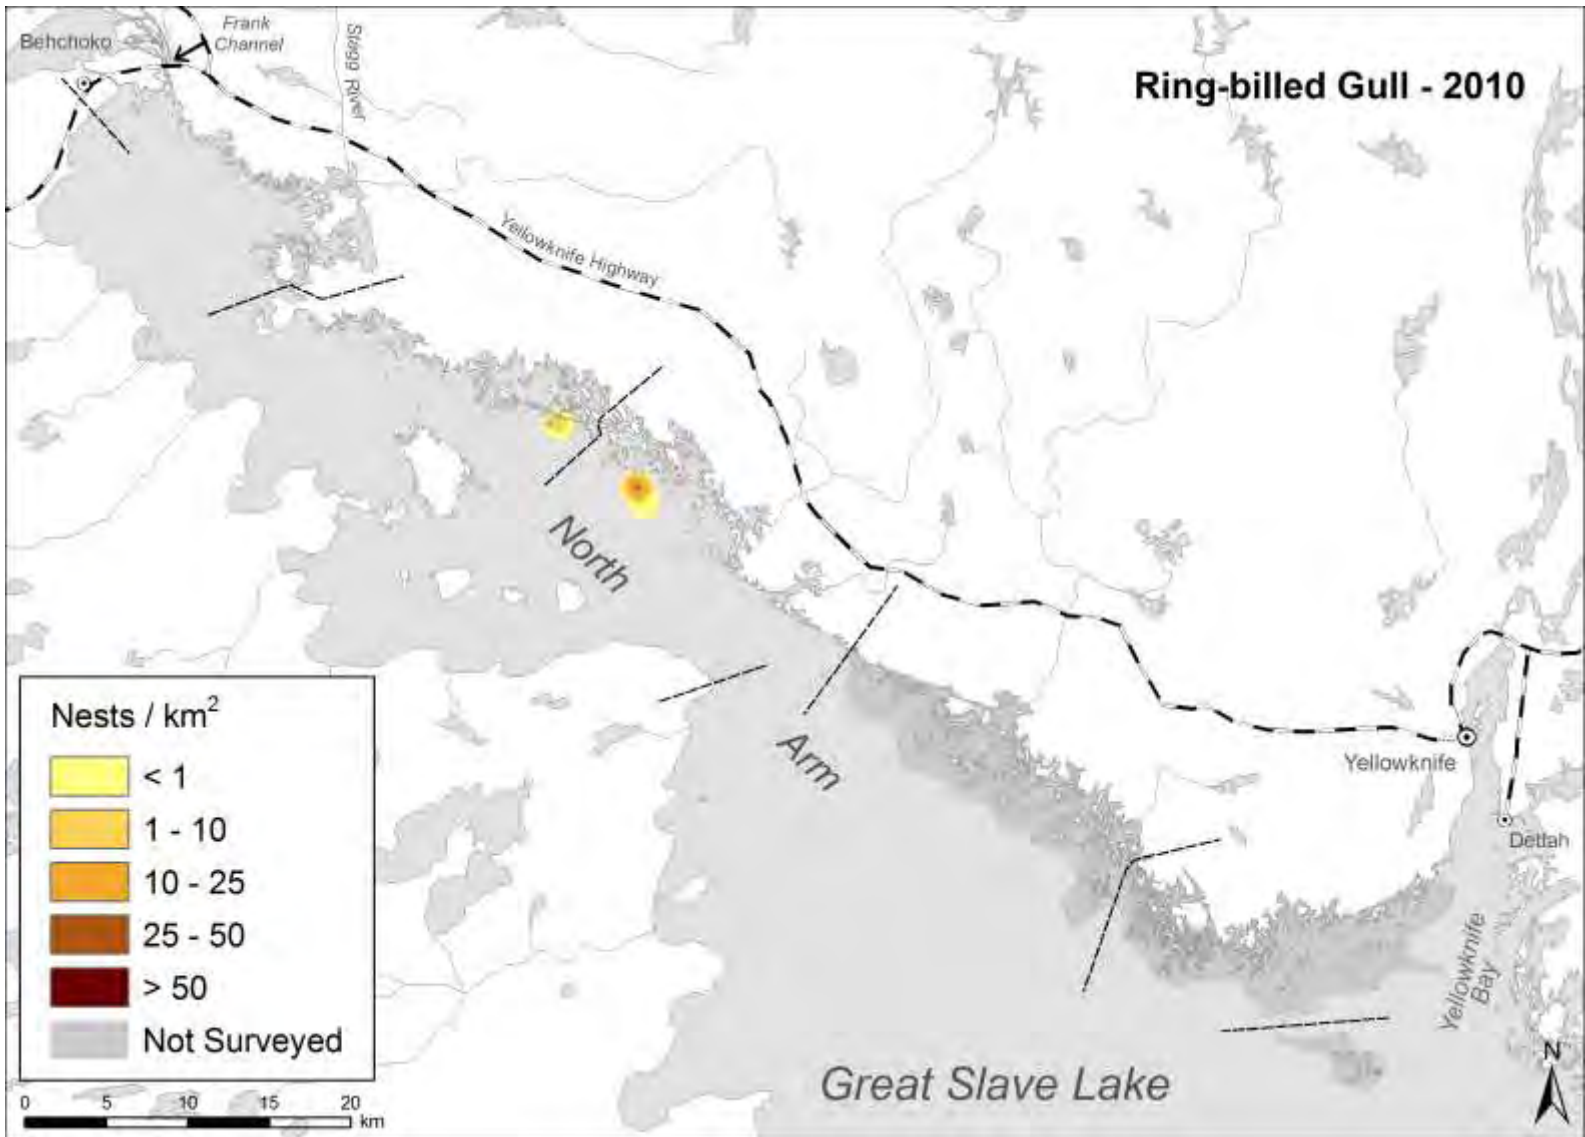 Behchoko
Frank
Channel
Stagg River
Ring-billed Gull - 2010
Yellowknife Highway
North
Arm
Yellowknife
Dettah
Yellowknife
Bay
Great Slave Lake
Nests / km²
< 1
1 - 10
10 - 25
25 - 50
> 50
Not Surveyed
0 5 10 15 20
km
N